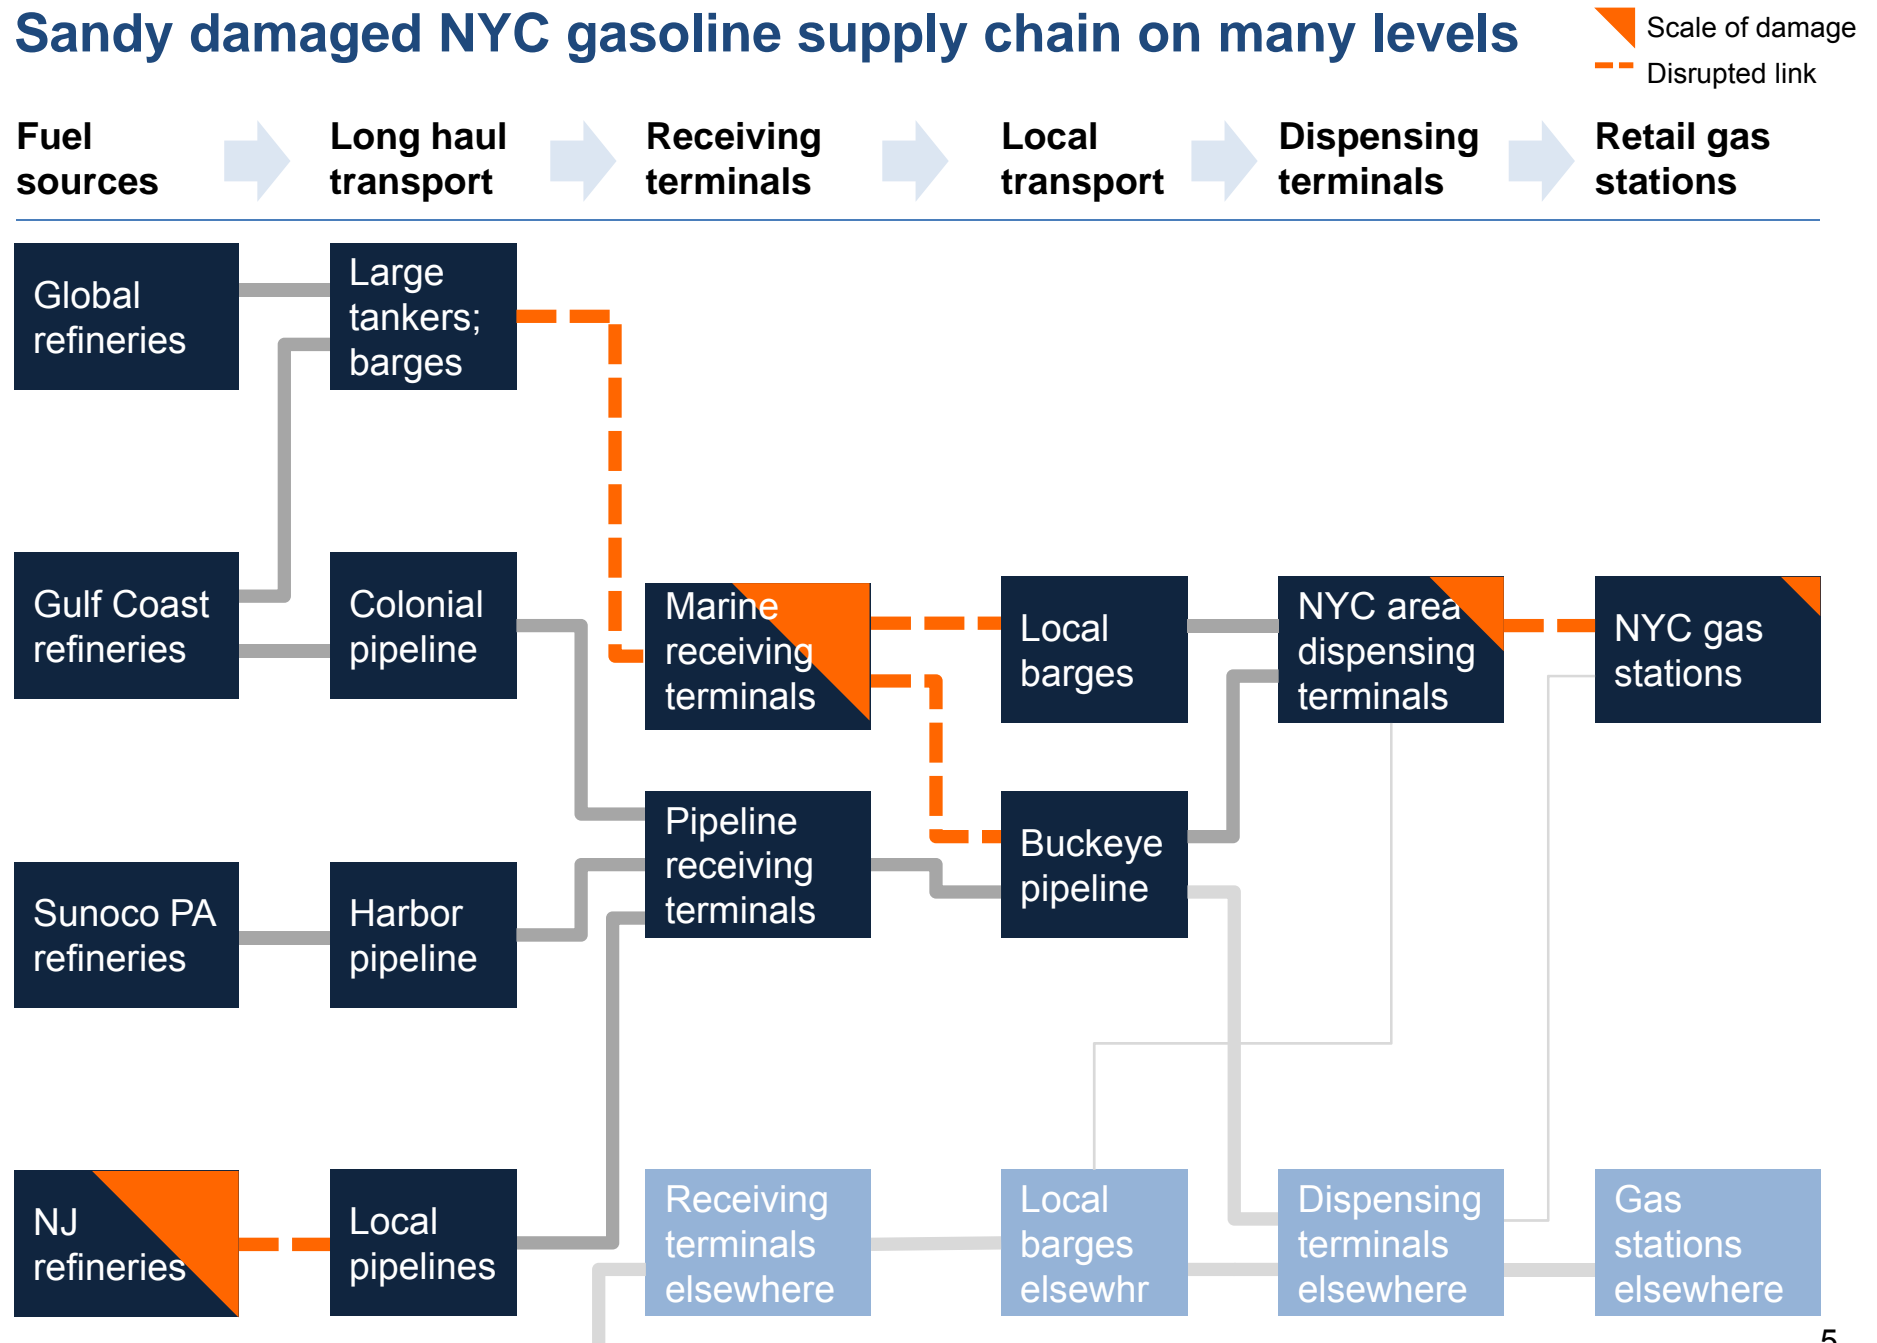 Sandy damaged NYC gasoline supply chain on many levels
Scale of damage
Disrupted link
Fuel
sources
Long haul
transport
Receiving
terminals
Local
transport
Dispensing
terminals
Retail gas
stations
Global
refineries
Large
tankers;
barges
Gulf Coast
refineries
Colonial
pipeline
Marine
receiving
terminals
Local
barges
NYC area
dispensing
terminals
NYC gas
stations
Pipeline
receiving
terminals
Buckeye
pipeline
Sunoco PA
refineries
Harbor
pipeline
NJ
refineries
Local
pipelines
Receiving
terminals
elsewhere
Local
barges
elsewhr
Dispensing
terminals
elsewhere
Gas
stations
elsewhere
5